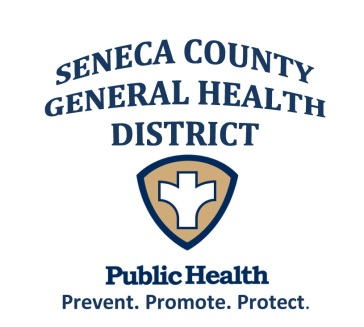 SENECA COUNTY
GENERAL HEALTH
DISTRICT
Public Health
Prevent. Promote. Protect.